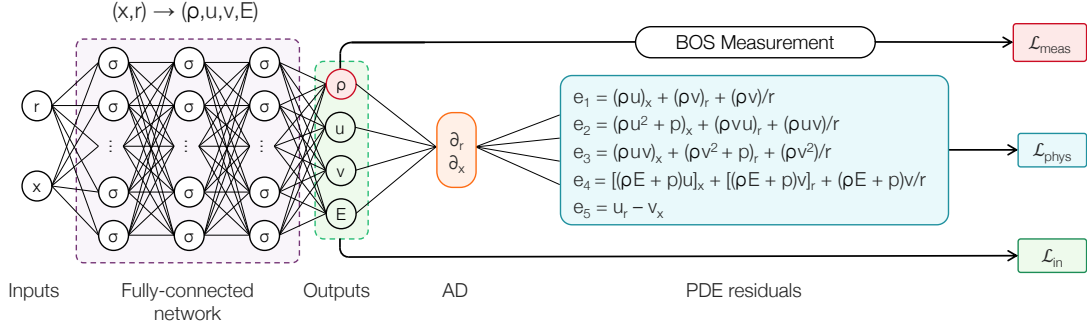 (x,r) → (ρ,u,v,E)
σ σ σ
BOS Measurement
ℒmeas
ρ
r
σ σ σ
e₁ = (ρu)ₓ + (ρv)ᵣ + (ρv)/r
u
e₂ = (ρu² + p)ₓ + (ρvu)ᵣ + (ρuv)/r
... ... ...
∂ᵣ
∂ₓ
e₃ = (ρuv)ₓ + (ρv² + p)ᵣ + (ρv²)/r
ℒphys
v
x
σ σ σ
e₄ = [(ρE + p)u]ₓ + [(ρE + p)v]ᵣ + (ρE + p)v/r
E
e₅ = uᵣ − vₓ
σ σ σ
ℒin
Inputs
Fully-connected
network
Outputs
AD
PDE residuals